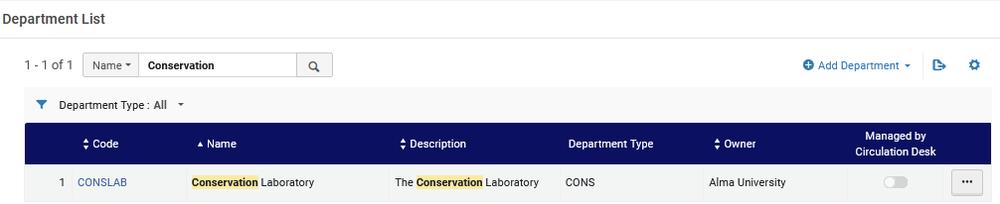 Department List
1 - 1 of 1 Name Conservation Add Department
Department Type : All
Code Name Description Department Type Owner Managed by Circulation Desk
1 CONSLAB Conservation Laboratory The Conservation Laboratory CONS Alma University